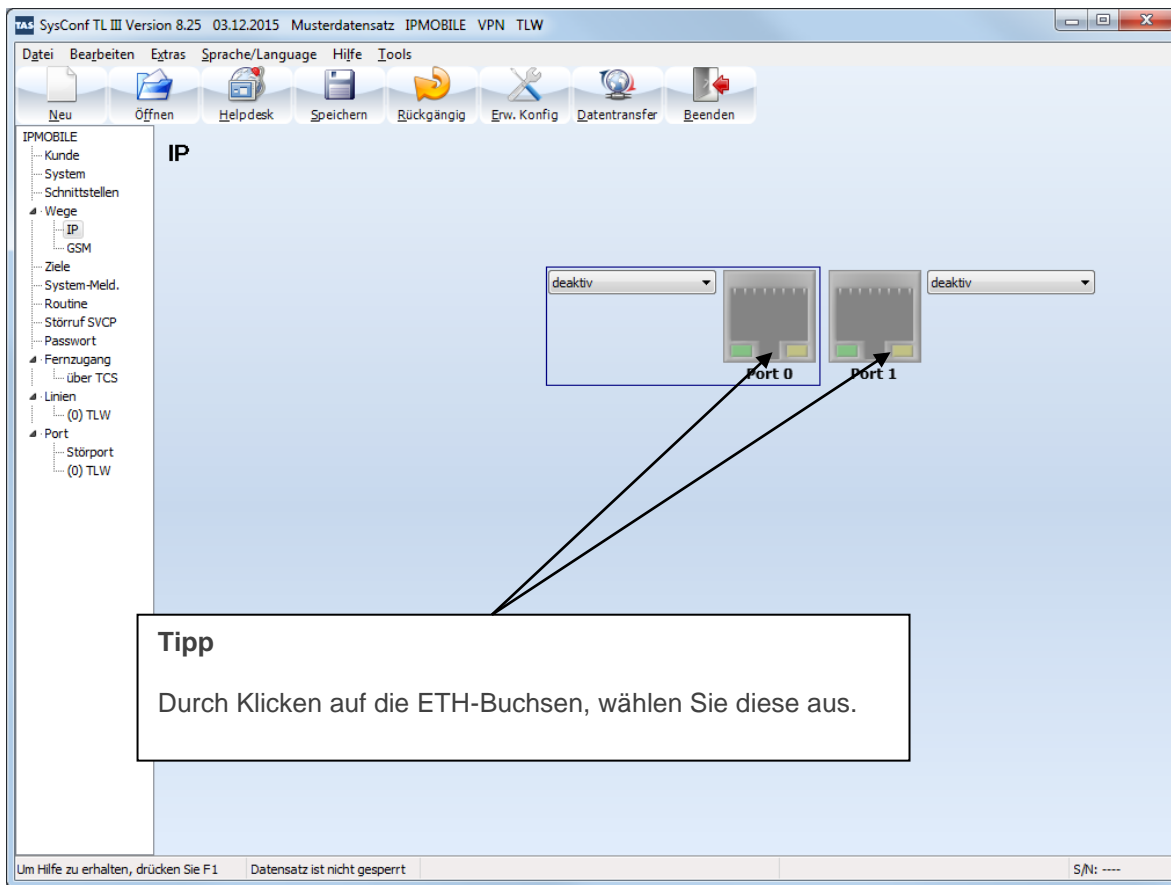 TAS SysConf TL III Version 8.25 03.12.2015 Musterdatensatz IPMOBILE VPN TLW
Datei Bearbeiten Extras Sprache/Language Hilfe Tools
Neu Öffnen Helpdesk Speichern Rückgängig Erw. Konfig Datentransfer Beenden
IPMOBILE
Kunde
System
Schnittstellen
Wege
IP
GSM
Ziele
System-Meld.
Routine
Störruf SVCP
Passwort
Fernzugang
über TCS
Linien
(0) TLW
Port
Störport
(0) TLW
IP
deaktiv deaktiv
Port 0 Port 1
Tipp
Durch Klicken auf die ETH-Buchsen, wählen Sie diese aus.
Um Hilfe zu erhalten, drücken Sie F1 Datensatz ist nicht gesperrt S/N: ----